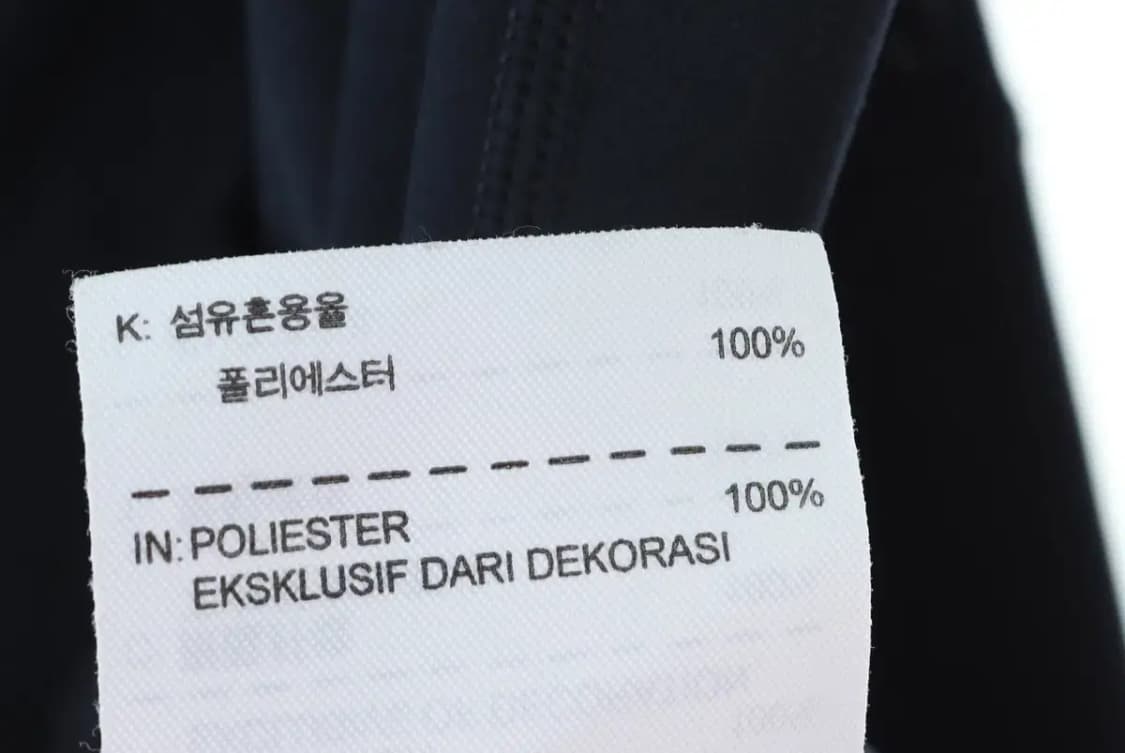 K: 섬유혼용율
폴리에스터 100%
IN: POLIESTER 100%
EKSKLUSIF DARI DEKORASI